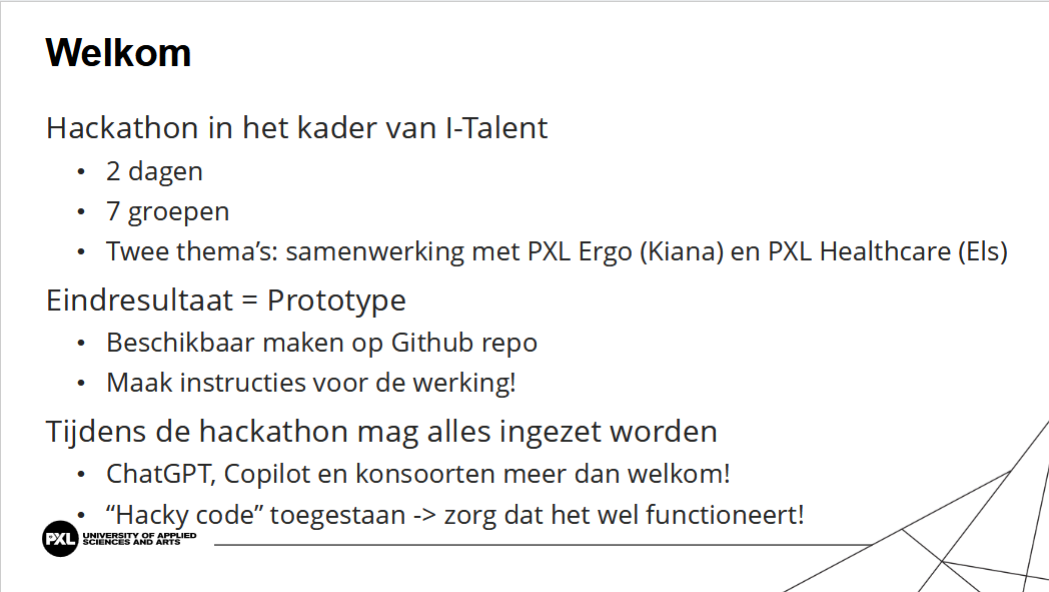 Welkom
Hackathon in het kader van I-Talent
• 2 dagen
• 7 groepen
• Twee thema’s: samenwerking met PXL Ergo (Kiana) en PXL Healthcare (Els)
Eindresultaat = Prototype
• Beschikbaar maken op Github repo
• Maak instructies voor de werking!
Tijdens de hackathon mag alles ingezet worden
• ChatGPT, Copilot en konsoorten meer dan welkom!
• “Hacky code” toegestaan -> zorg dat het wel functioneert!
PXL UNIVERSITY OF APPLIED
SCIENCES AND ARTS